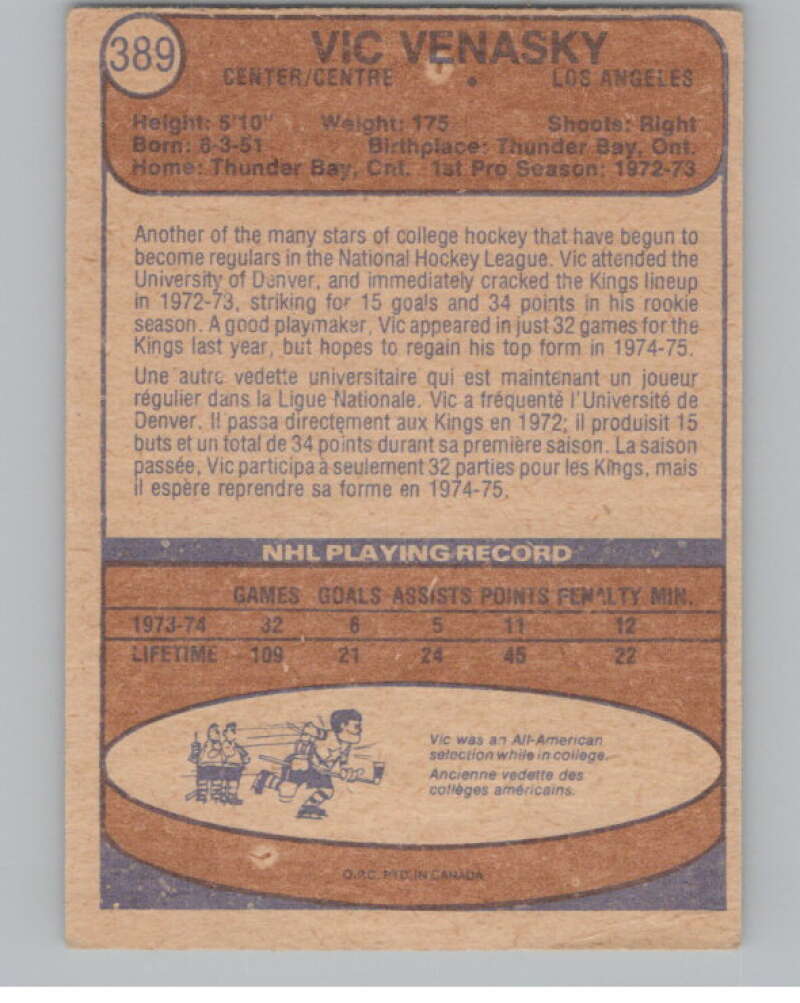 389
VIC VENASKY
CENTER/CENTRE • LOS ANGELES
Height: 5'10" Weight: 175 Shoots: Right
Born: 6-3-51 Birthplace: Thunder Bay, Ont.
Home: Thunder Bay, Ont. 1st Pro Season: 1972-73
Another of the many stars of college hockey that have begun to
become regulars in the National Hockey League. Vic attended the
University of Denver, and immediately cracked the Kings lineup
in 1972-73, striking for 15 goals and 34 points in his rookie
season. A good playmaker, Vic appeared in just 32 games for the
Kings last year, but hopes to regain his top form in 1974-75.
Une autre vedette universitaire qui est maintenant un joueur
régulier dans la Ligue Nationale. Vic a fréquenté l'Université de
Denver. Il passa directement aux Kings en 1972; il produisit 15
buts et un total de 34 points durant sa première saison. La saison
passée, Vic participa à seulement 32 parties pour les Kings, mais
il espère reprendre sa forme en 1974-75.
NHL PLAYING RECORD
GAMES GOALS ASSISTS POINTS PENALTY MIN.
1973-74 32 6 5 11 12
LIFETIME 109 21 24 45 22
Vic was an All-American
selection while in college.
Ancienne vedette des
collèges américains.
O.P.C. PTD. IN CANADA